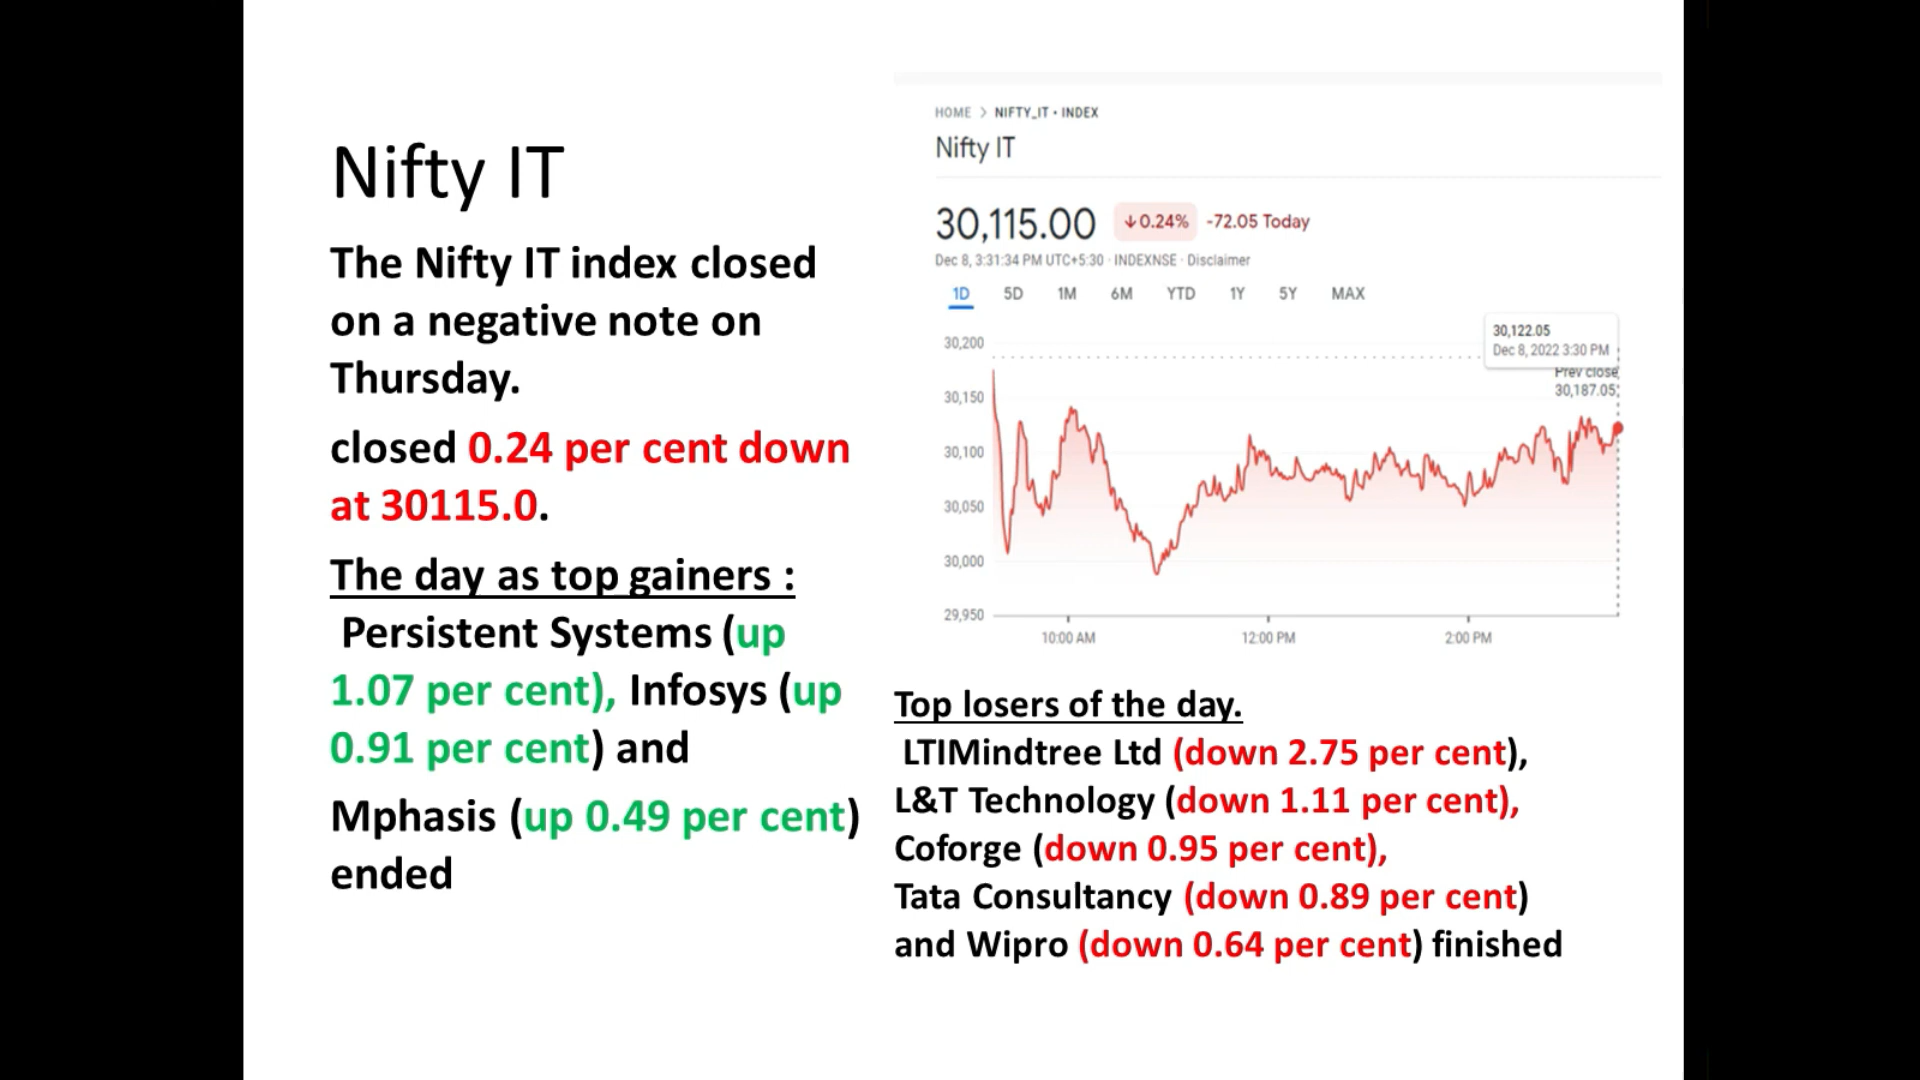 Nifty IT
The Nifty IT index closed
on a negative note on
Thursday.
closed 0.24 per cent down
at 30115.0.
The day as top gainers :
Persistent Systems (up
1.07 per cent), Infosys (up
0.91 per cent) and
Mphasis (up 0.49 per cent)
ended
HOME > NIFTY_IT • INDEX
Nifty IT
30,115.00 ↓0.24% -72.05 Today
Dec 8, 3:31:34 PM UTC+5:30 · INDEXNSE · Disclaimer
1D 5D 1M 6M YTD 1Y 5Y MAX
30,122.05
Dec 8, 2022 3:30 PM
Prev close
30,187.05
30,200
30,150
30,100
30,050
30,000
29,950
10:00 AM 12:00 PM 2:00 PM
Top losers of the day.
LTIMindtree Ltd (down 2.75 per cent),
L&T Technology (down 1.11 per cent),
Coforge (down 0.95 per cent),
Tata Consultancy (down 0.89 per cent)
and Wipro (down 0.64 per cent) finished